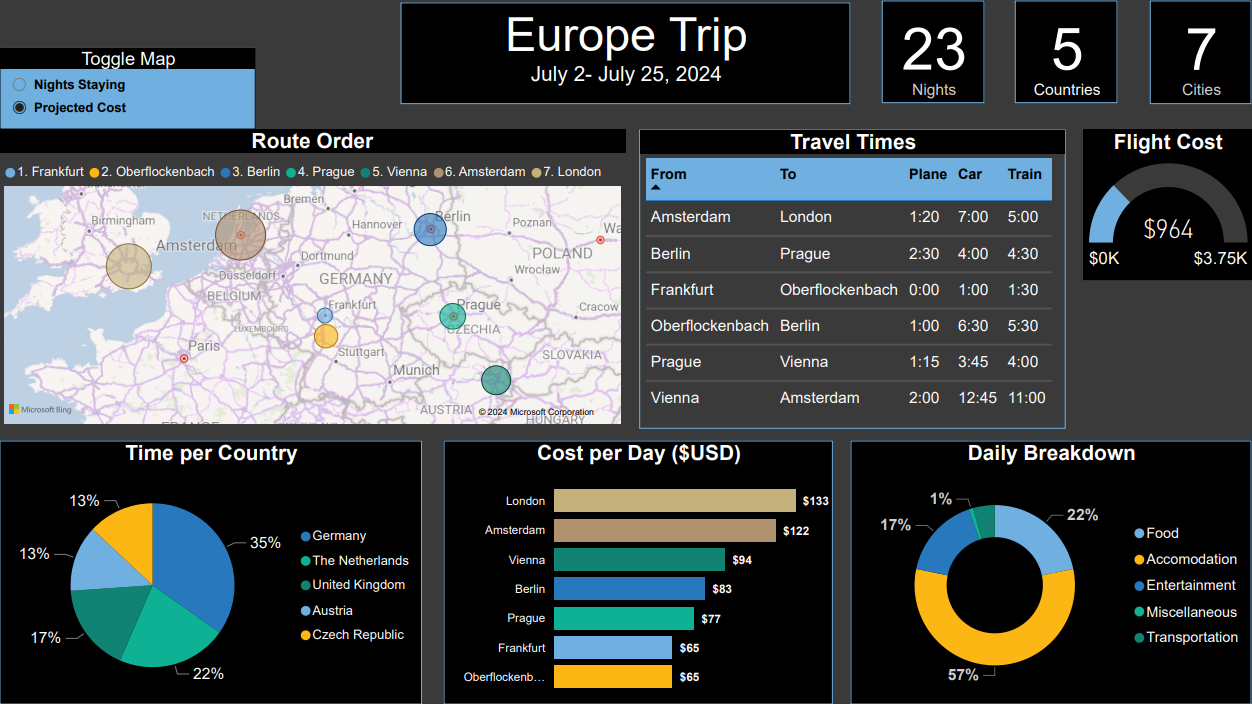 Europe Trip
July 2- July 25, 2024
23
Nights
5
Countries
7
Cities
Toggle Map
Nights Staying
Projected Cost
Route Order
1. Frankfurt 2. Oberflockenbach 3. Berlin 4. Prague 5. Vienna 6. Amsterdam 7. London
Bremen
Birmingham
NETHERLANDS
Berlin
Poznan
Hannover
Amsterdam
POLAND
Dortmund
Düsseldorf
GERMANY
Wrocław
BELGIUM
Frankfurt
Prague
Cracow
LUXEMBOURG
CZECHIA
Paris
Stuttgart
SLOVAKIA
Munich
Microsoft Bing
AUSTRIA
© 2024 Microsoft Corporation
HUNGARY
FRANCE
Travel Times
From To Plane Car Train
Amsterdam London 1:20 7:00 5:00
Berlin Prague 2:30 4:00 4:30
Frankfurt Oberflockenbach 0:00 1:00 1:30
Oberflockenbach Berlin 1:00 6:30 5:30
Prague Vienna 1:15 3:45 4:00
Vienna Amsterdam 2:00 12:45 11:00
Flight Cost
$964
$0K $3.75K
Time per Country
13%
35%
13%
17%
22%
Germany
The Netherlands
United Kingdom
Austria
Czech Republic
Cost per Day ($USD)
London $133
Amsterdam $122
Vienna $94
Berlin $83
Prague $77
Frankfurt $65
Oberflockenb… $65
Daily Breakdown
1%
22%
17%
57%
Food
Accomodation
Entertainment
Miscellaneous
Transportation